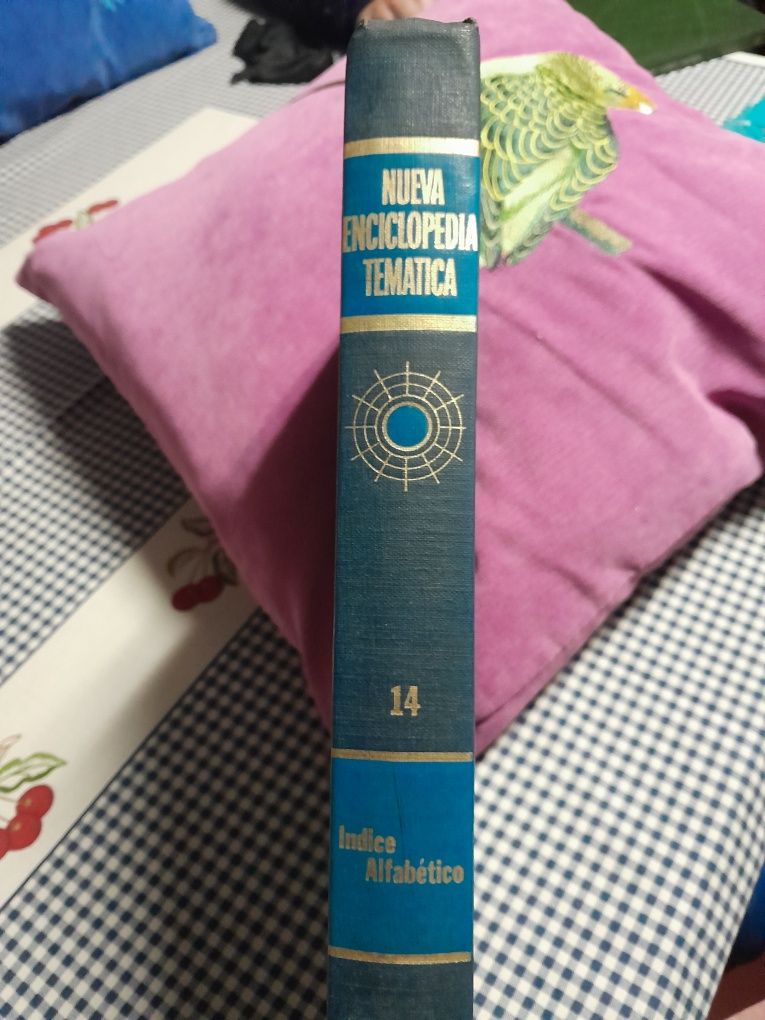 NUEVA
ENCICLOPEDIA
TEMATICA
14
Indice
Alfabético